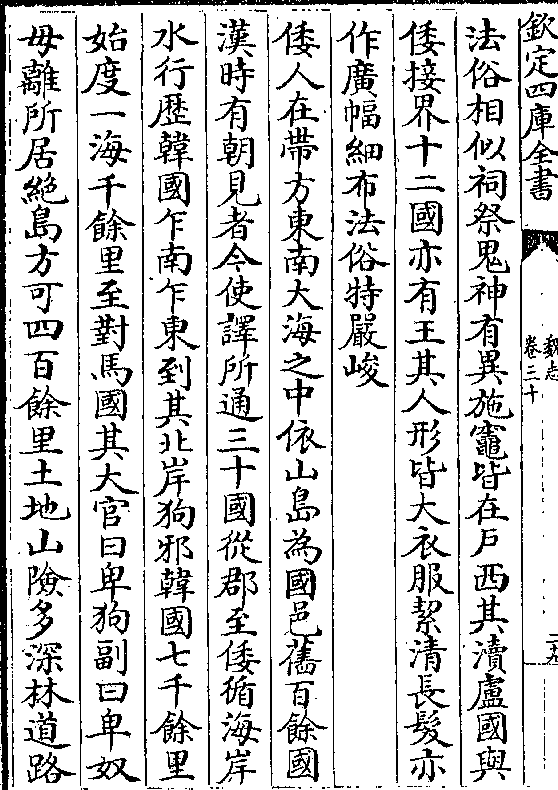 欽定四庫全書
魏志
卷三十
二十九
法俗相似祠祭鬼神有異施竈皆在户西其瀆盧國與
倭接界十二國亦有王其人形皆大衣服絜清長髪亦
作廣幅細布法俗特嚴峻
倭人在帶方東南大海之中依山島為國邑舊百餘國
漢時有朝見者今使譯所通三十國從郡至倭循海岸
水行歴韓國乍南乍東到其北岸狗邪韓國七千餘里
始度一海千餘里至對馬國其大官曰卑狗副曰卑奴
毋離所居絶島方可四百餘里土地山險多深林道路